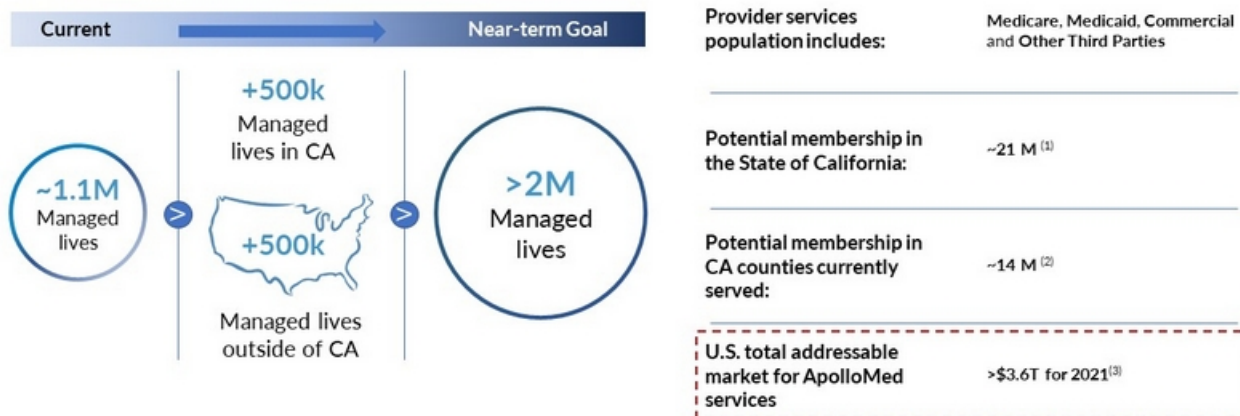 Current
Near-term Goal
~1.1M
Managed
lives
>
+500k
Managed
lives in CA
+500k
Managed lives
outside of CA
>
>2M
Managed
lives
Provider services
population includes:
Medicare, Medicaid, Commercial
and Other Third Parties
Potential membership in
the State of California:
~21 M (1)
Potential membership in
CA counties currently
served:
~14 M (2)
U.S. total addressable
market for ApolloMed
services
>$3.6T for 2021(3)